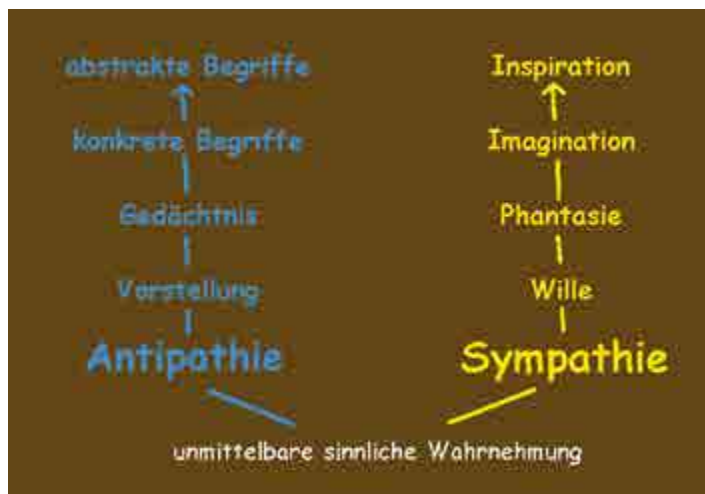 abstrakte Begriffe
konkrete Begriffe
Gedächtnis
Vorstellung
Antipathie
Inspiration
Imagination
Phantasie
Wille
Sympathie
unmittelbare sinnliche Wahrnehmung